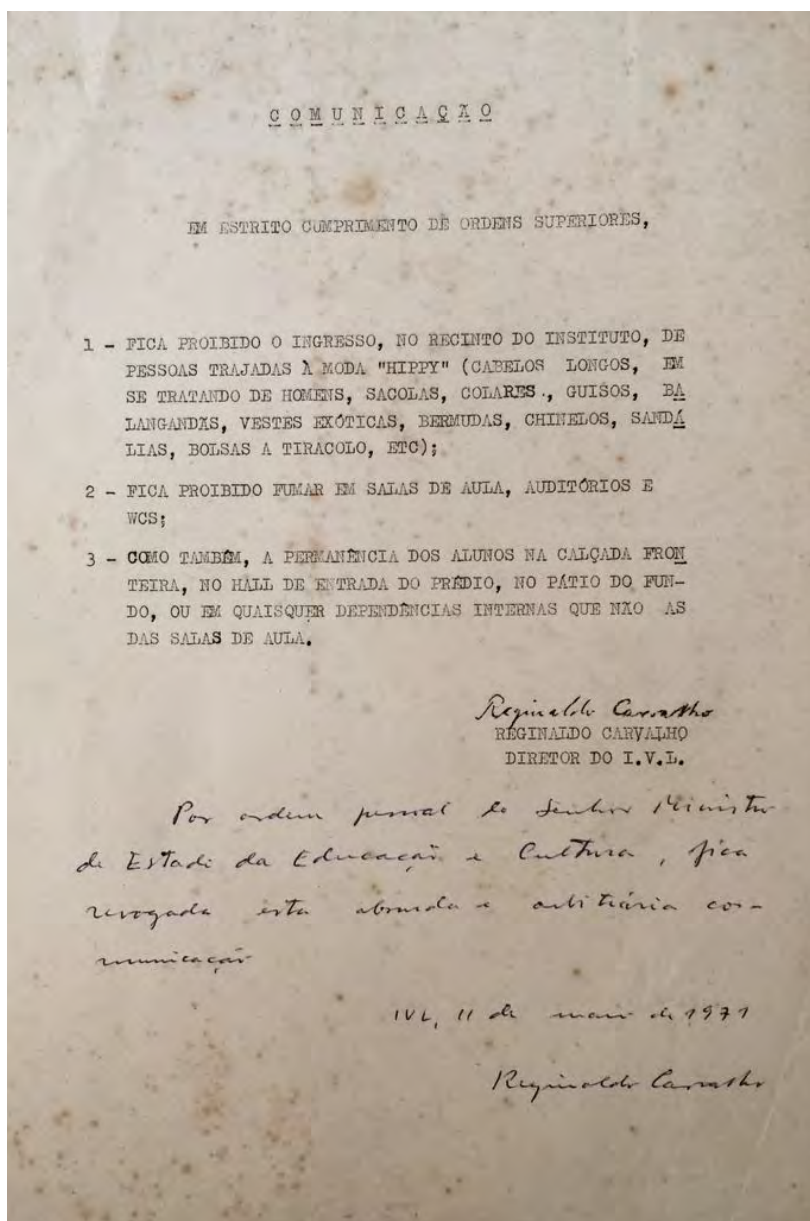 COMUNICAÇÃO
EM ESTRITO CUMPRIMENTO DE ORDENS SUPERIORES,
1 - FICA PROIBIDO O INGRESSO, NO RECINTO DO INSTITUTO, DE
PESSOAS TRAJADAS À MODA "HIPPY" (CABELOS LONGOS, EM
SE TRATANDO DE HOMENS, SACOLAS, COLARES., GUISOS, BA
LANGANDÃS, VESTES EXÓTICAS, BERMUDAS, CHINELOS, SANDÁ
LIAS, BOLSAS A TIRACOLO, ETC);
2 - FICA PROIBIDO FUMAR EM SALAS DE AULA, AUDITÓRIOS E
WCS;
3 - COMO TAMBÉM, A PERMANÊNCIA DOS ALUNOS NA CALÇADA FRON
TEIRA, NO HALL DE ENTRADA DO PRÉDIO, NO PÁTIO DO FUN-
DO, OU EM QUAISQUER DEPENDÊNCIAS INTERNAS QUE NÃO AS
DAS SALAS DE AULA.
Reginaldo Carvalho
REGINALDO CARVALHO
DIRETOR DO I.V.L.
Por ordem pessoal do Senhor Ministro
de Estado da Educação e Cultura, fica
revogada esta absurda e arbitrária co-
municação
IVL, 11 de maio de 1971
Reginaldo Carvalho